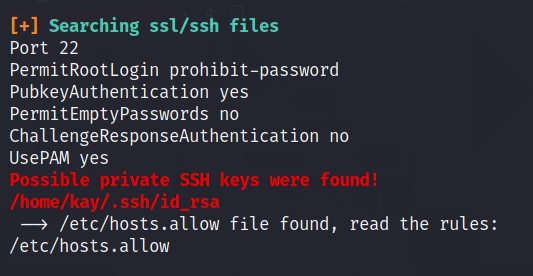 [+] Searching ssl/ssh files
Port 22
PermitRootLogin prohibit-password
PubkeyAuthentication yes
PermitEmptyPasswords no
ChallengeResponseAuthentication no
UsePAM yes
Possible private SSH keys were found!
/home/kay/.ssh/id_rsa
 ──> /etc/hosts.allow file found, read the rules:
/etc/hosts.allow